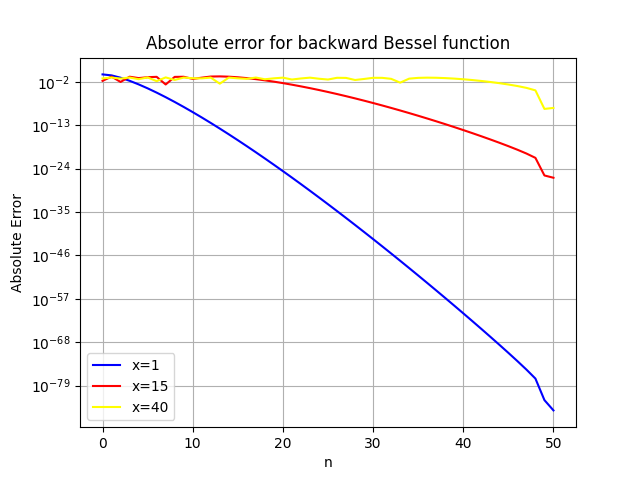 Absolute error for backward Bessel function
Absolute Error
10^-2
10^-13
10^-24
10^-35
10^-46
10^-57
10^-68
10^-79
x=1
x=15
x=40
0 10 20 30 40 50
n